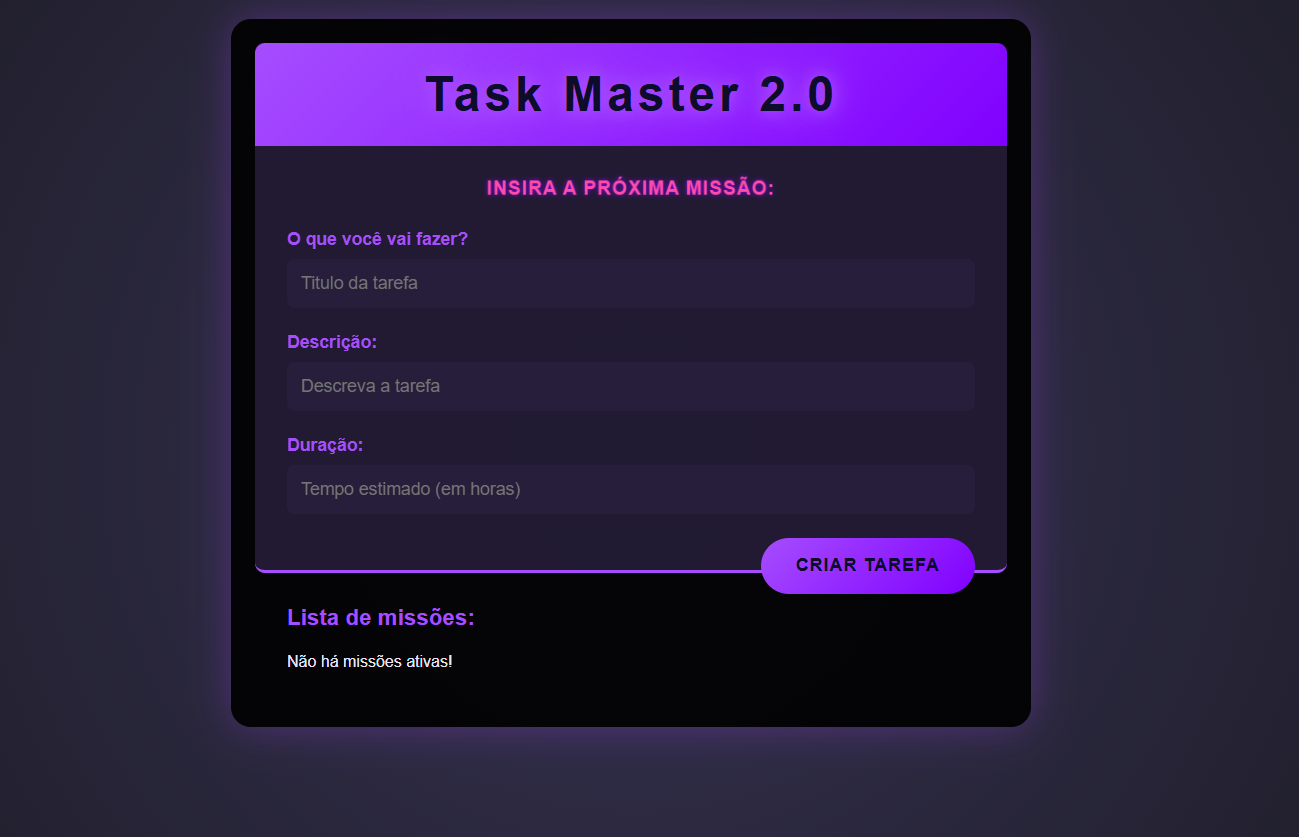 Task Master 2.0
INSIRA A PRÓXIMA MISSÃO:
O que você vai fazer?
Titulo da tarefa
Descrição:
Descreva a tarefa
Duração:
Tempo estimado (em horas)
CRIAR TAREFA
Lista de missões:
Não há missões ativas!